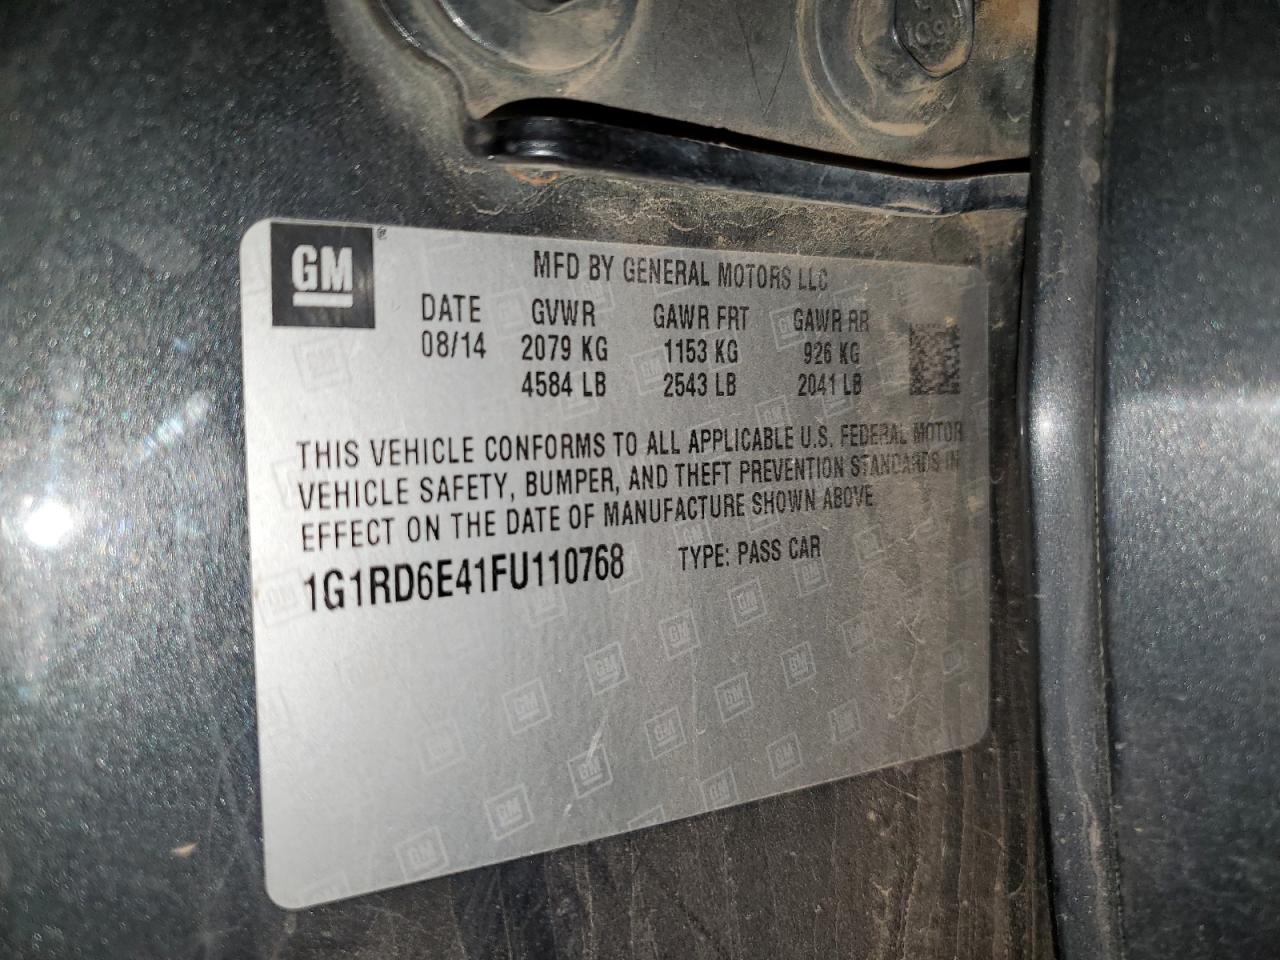 GM®
MFD BY GENERAL MOTORS LLC
DATE GVWR GAWR FRT GAWR RR
08/14 2079 KG 1153 KG 926 KG
4584 LB 2543 LB 2041 LB
THIS VEHICLE CONFORMS TO ALL APPLICABLE U.S. FEDERAL MOTOR
VEHICLE SAFETY, BUMPER, AND THEFT PREVENTION STANDARDS IN
EFFECT ON THE DATE OF MANUFACTURE SHOWN ABOVE
1G1RD6E41FU110768 TYPE: PASS CAR